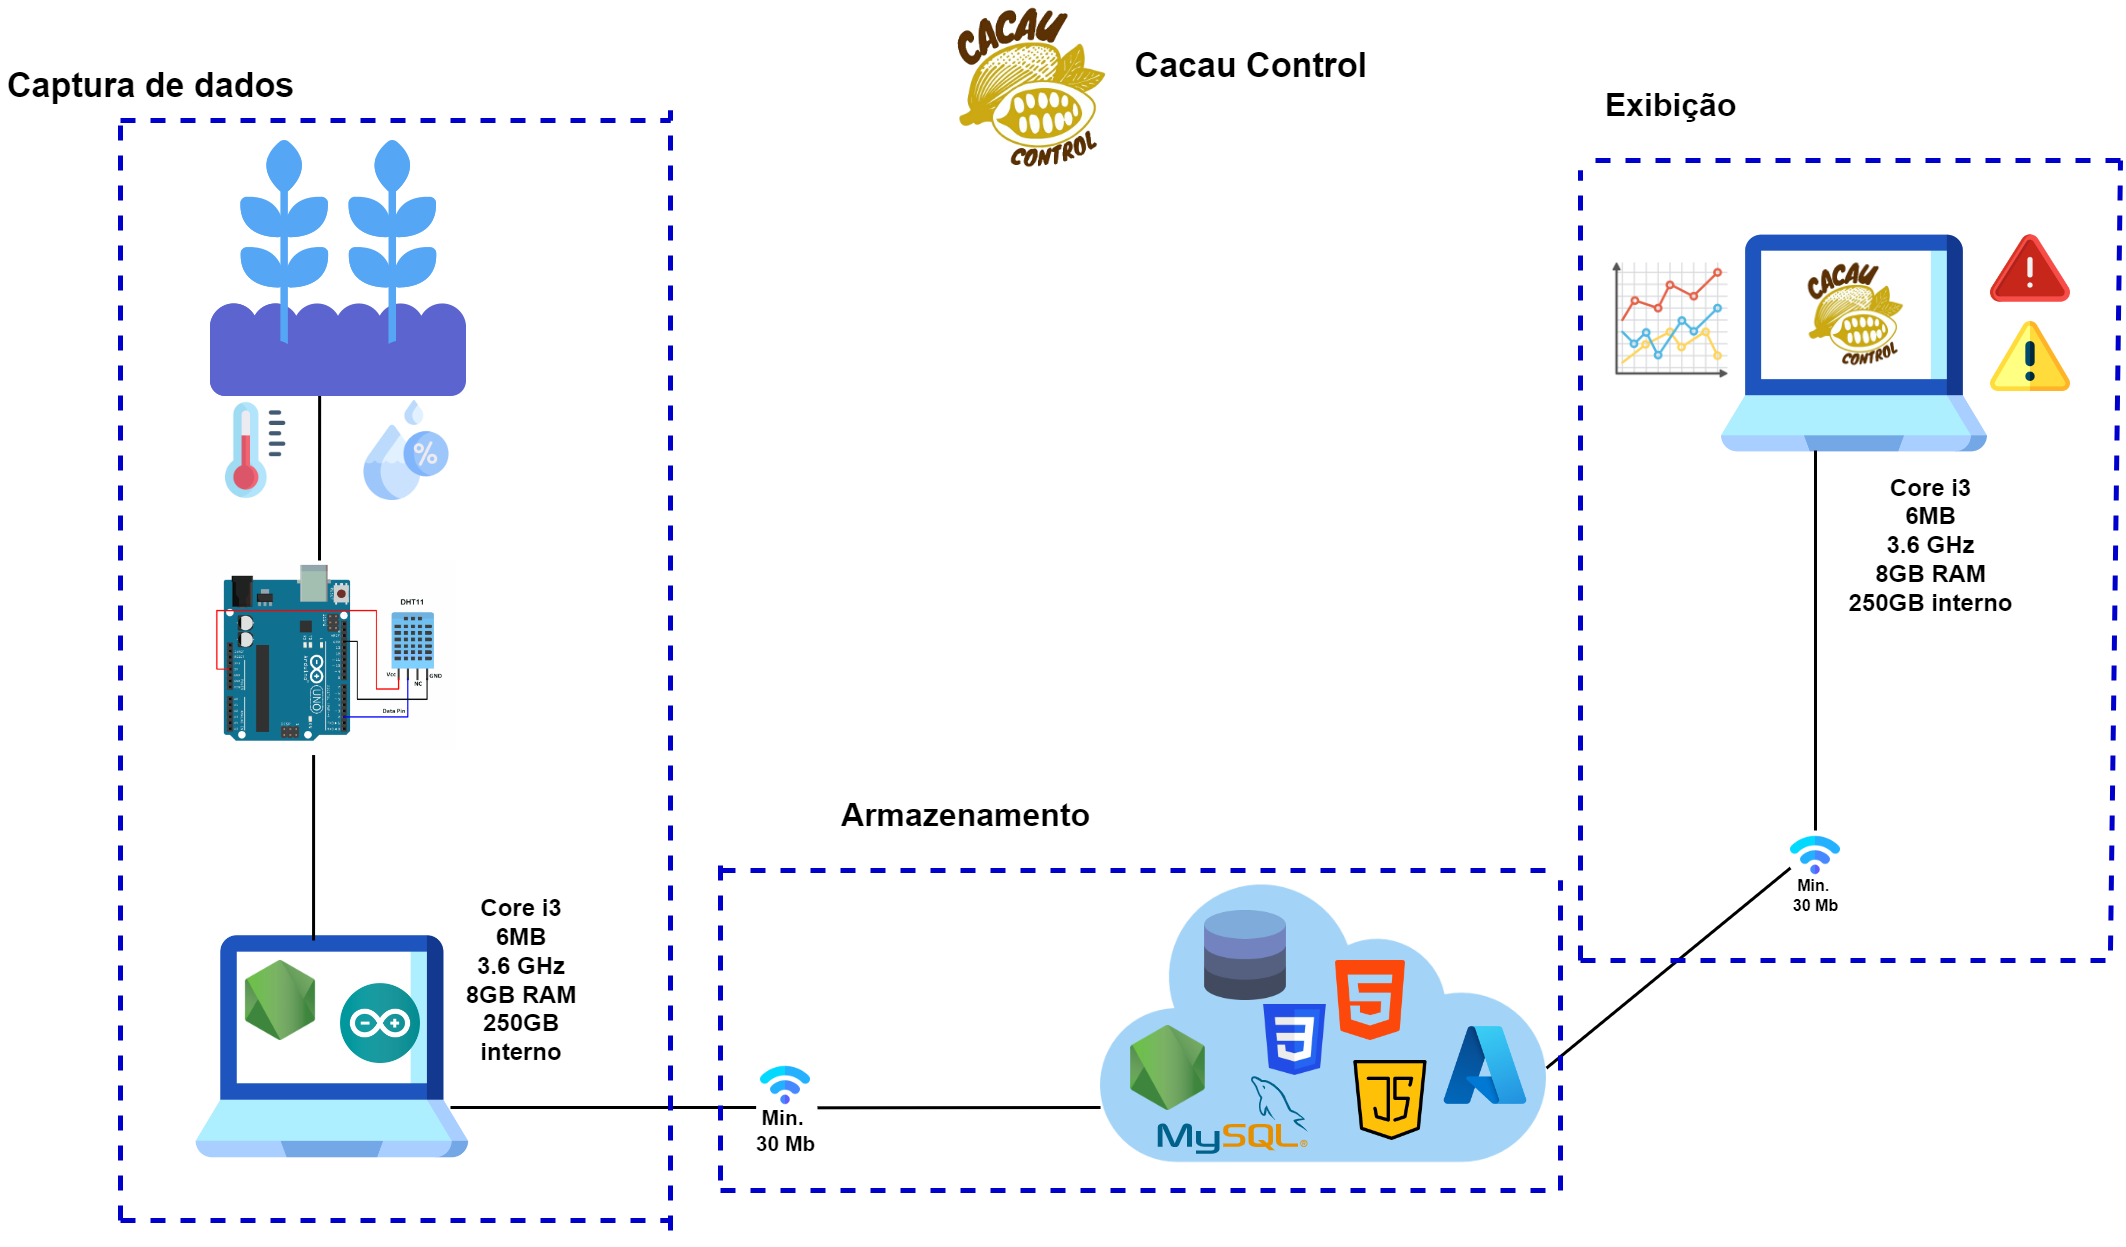 CACAU
CONTROL
Cacau Control
Captura de dados
Exibição
CACAU
CONTROL
Core i3
6MB
3.6 GHz
8GB RAM
250GB interno
DHT11
Vcc
GND
NC
Data Pin
UNO
Armazenamento
Min.
30 Mb
Core i3
6MB
3.6 GHz
8GB RAM
250GB
interno
JS
MySQL
Min.
30 Mb